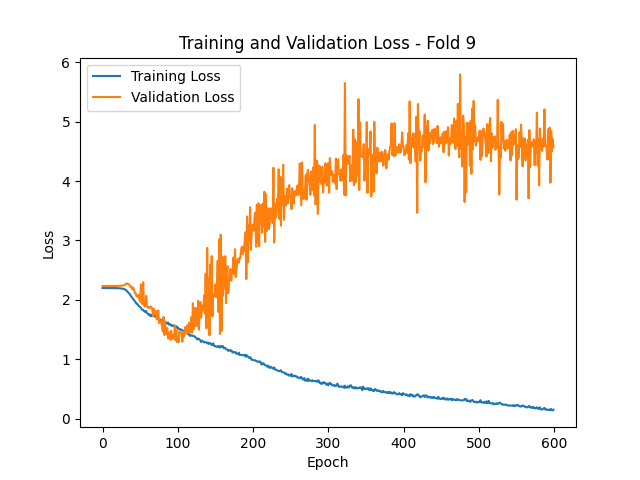 Training and Validation Loss - Fold 9
Training Loss
Validation Loss
6
5
4
3
2
1
0
Loss
0 100 200 300 400 500 600
Epoch